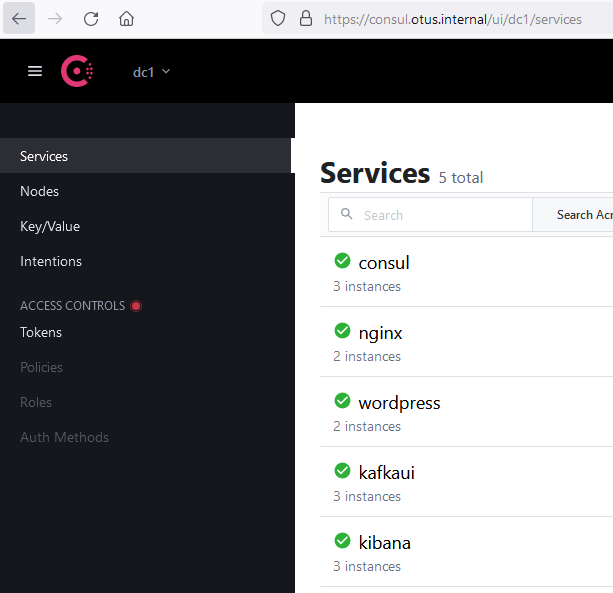 https://consul.otus.internal/ui/dc1/services
dc1
Services
Nodes
Key/Value
Intentions
ACCESS CONTROLS
Tokens
Policies
Roles
Auth Methods
Services 5 total
Search
Search Acr
consul
3 instances
nginx
2 instances
wordpress
2 instances
kafkaui
3 instances
kibana
3 instances